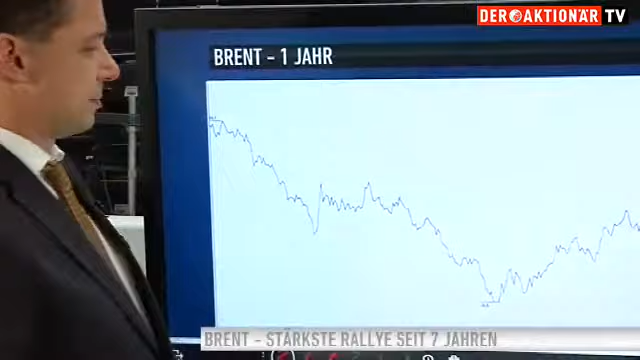 DER AKTIONÄR TV
BRENT - 1 JAHR
BRENT - STÄRKSTE RALLYE SEIT 7 JAHREN